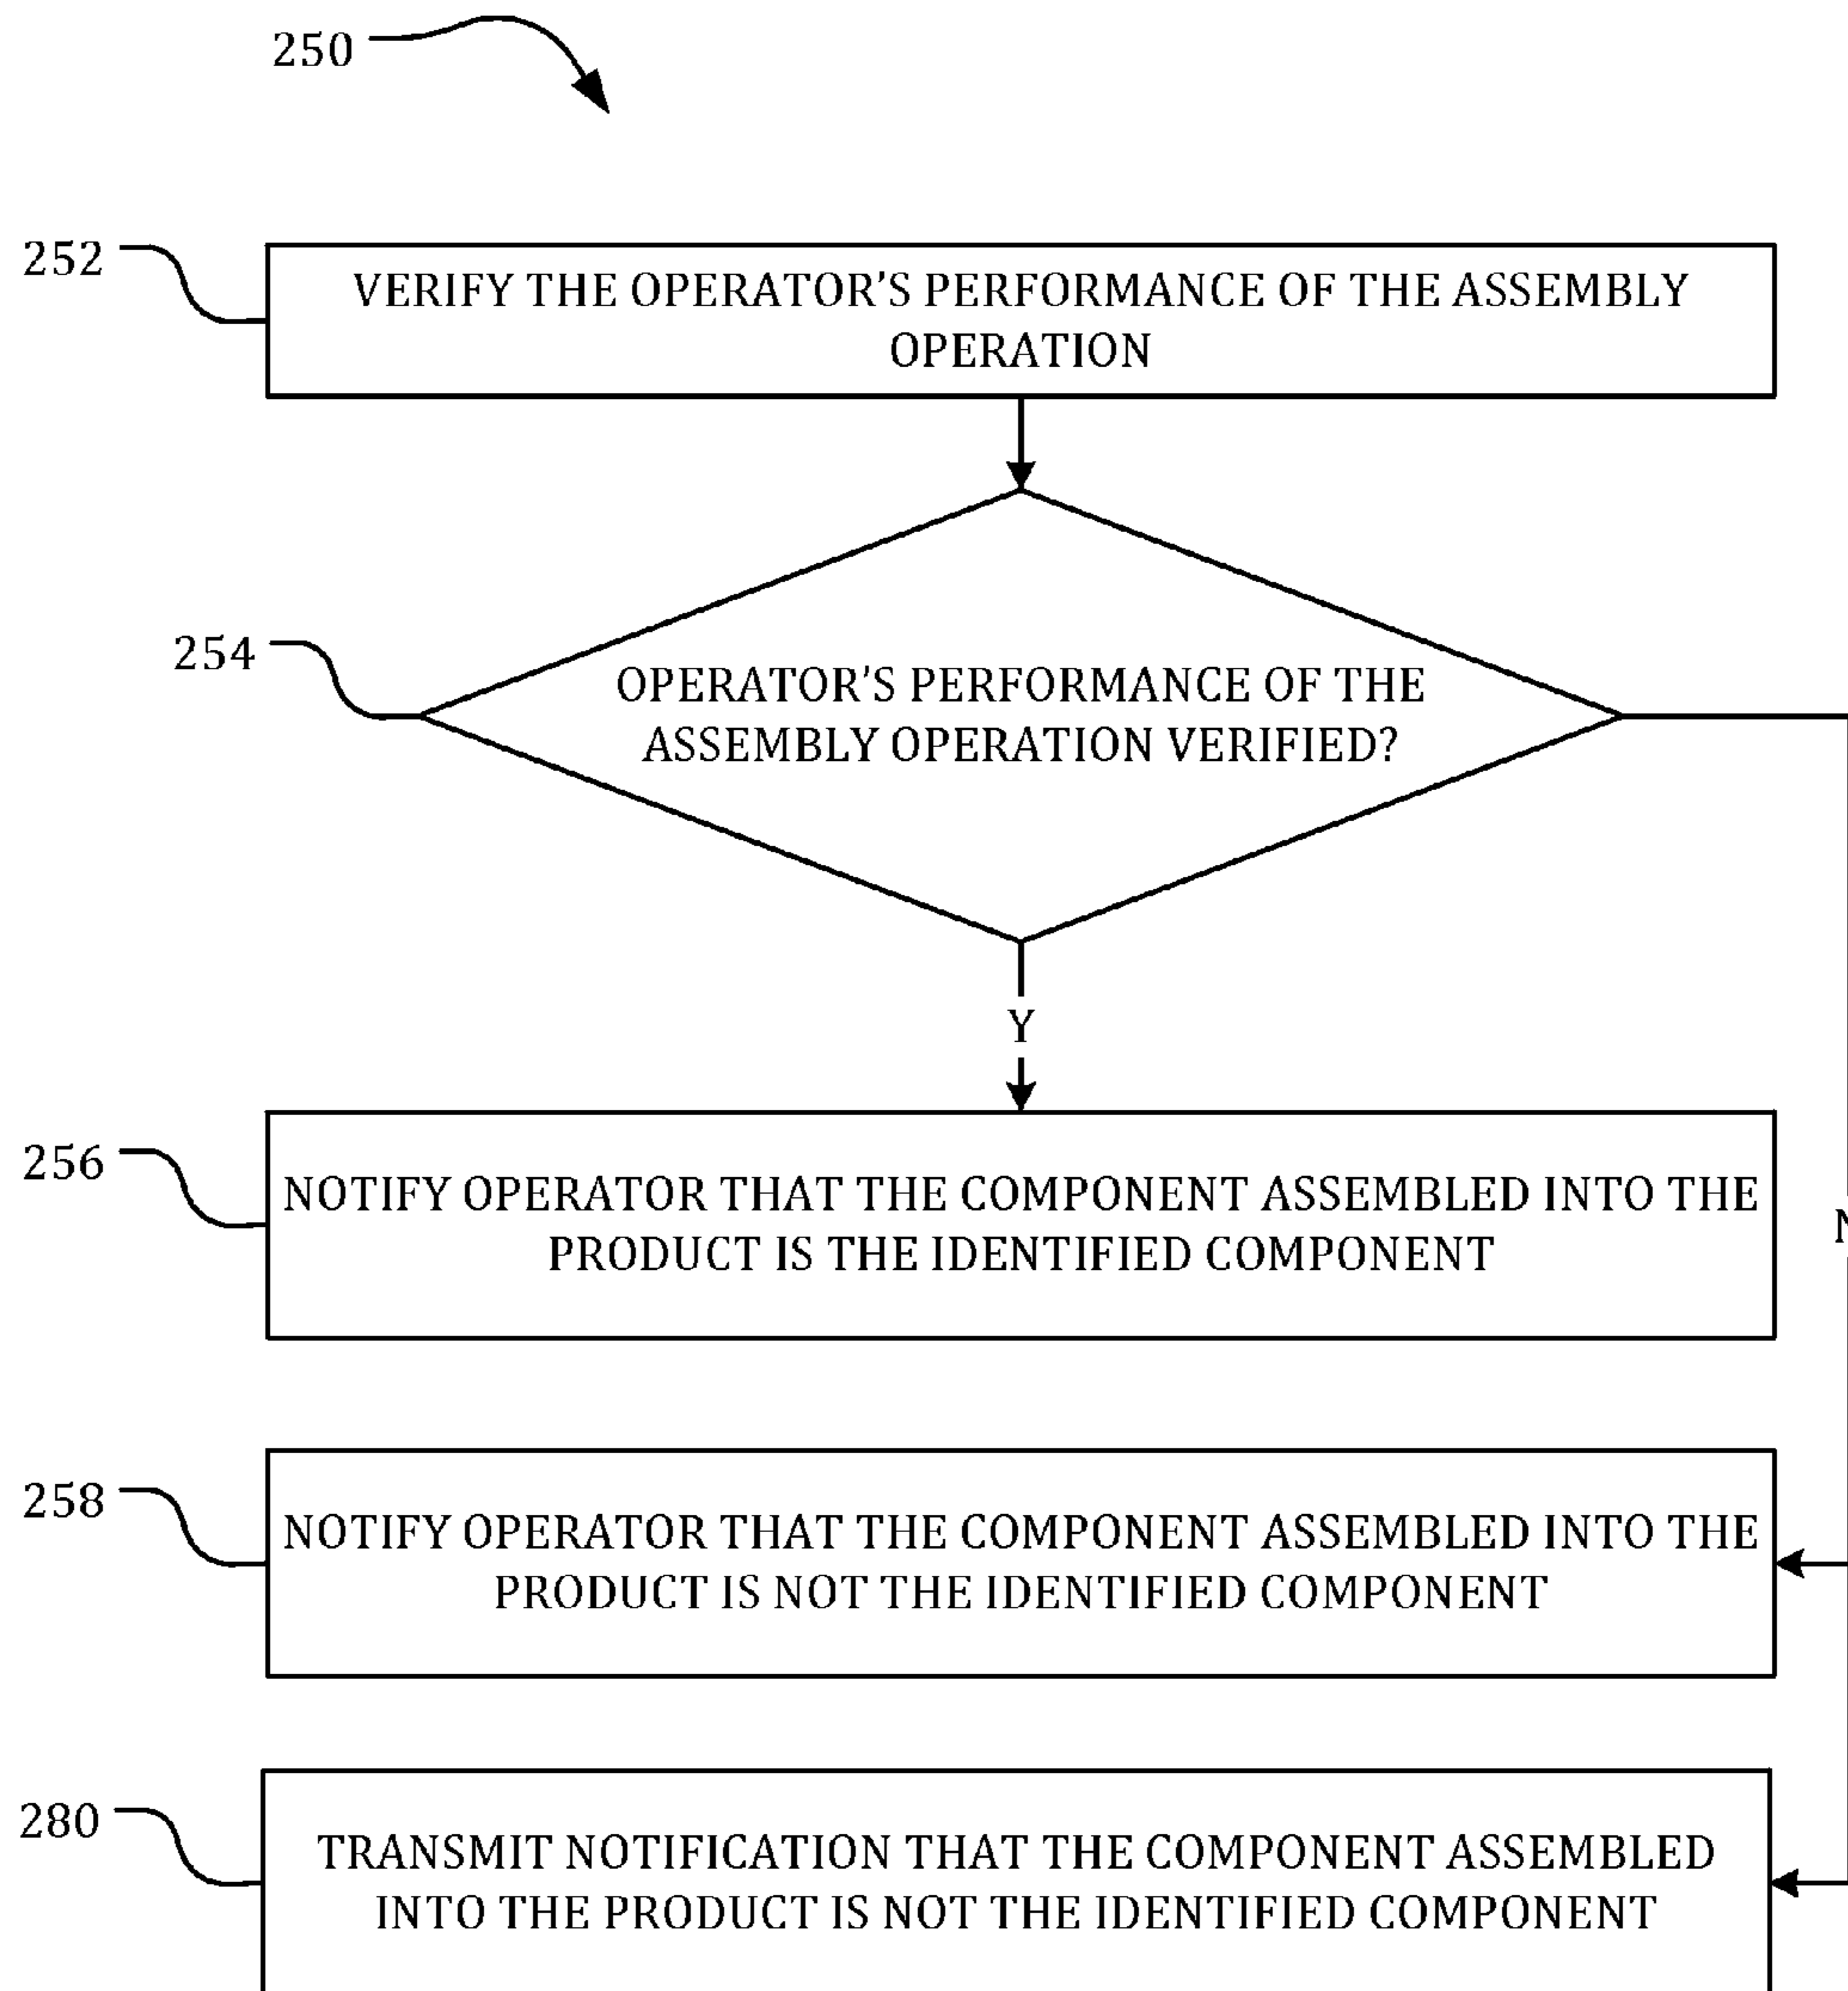 250
252
VERIFY THE OPERATOR'S PERFORMANCE OF THE ASSEMBLY
OPERATION
254
OPERATOR'S PERFORMANCE OF THE
ASSEMBLY OPERATION VERIFIED?
Y
256
NOTIFY OPERATOR THAT THE COMPONENT ASSEMBLED INTO THE
PRODUCT IS THE IDENTIFIED COMPONENT
N
258
NOTIFY OPERATOR THAT THE COMPONENT ASSEMBLED INTO THE
PRODUCT IS NOT THE IDENTIFIED COMPONENT
280
TRANSMIT NOTIFICATION THAT THE COMPONENT ASSEMBLED
INTO THE PRODUCT IS NOT THE IDENTIFIED COMPONENT